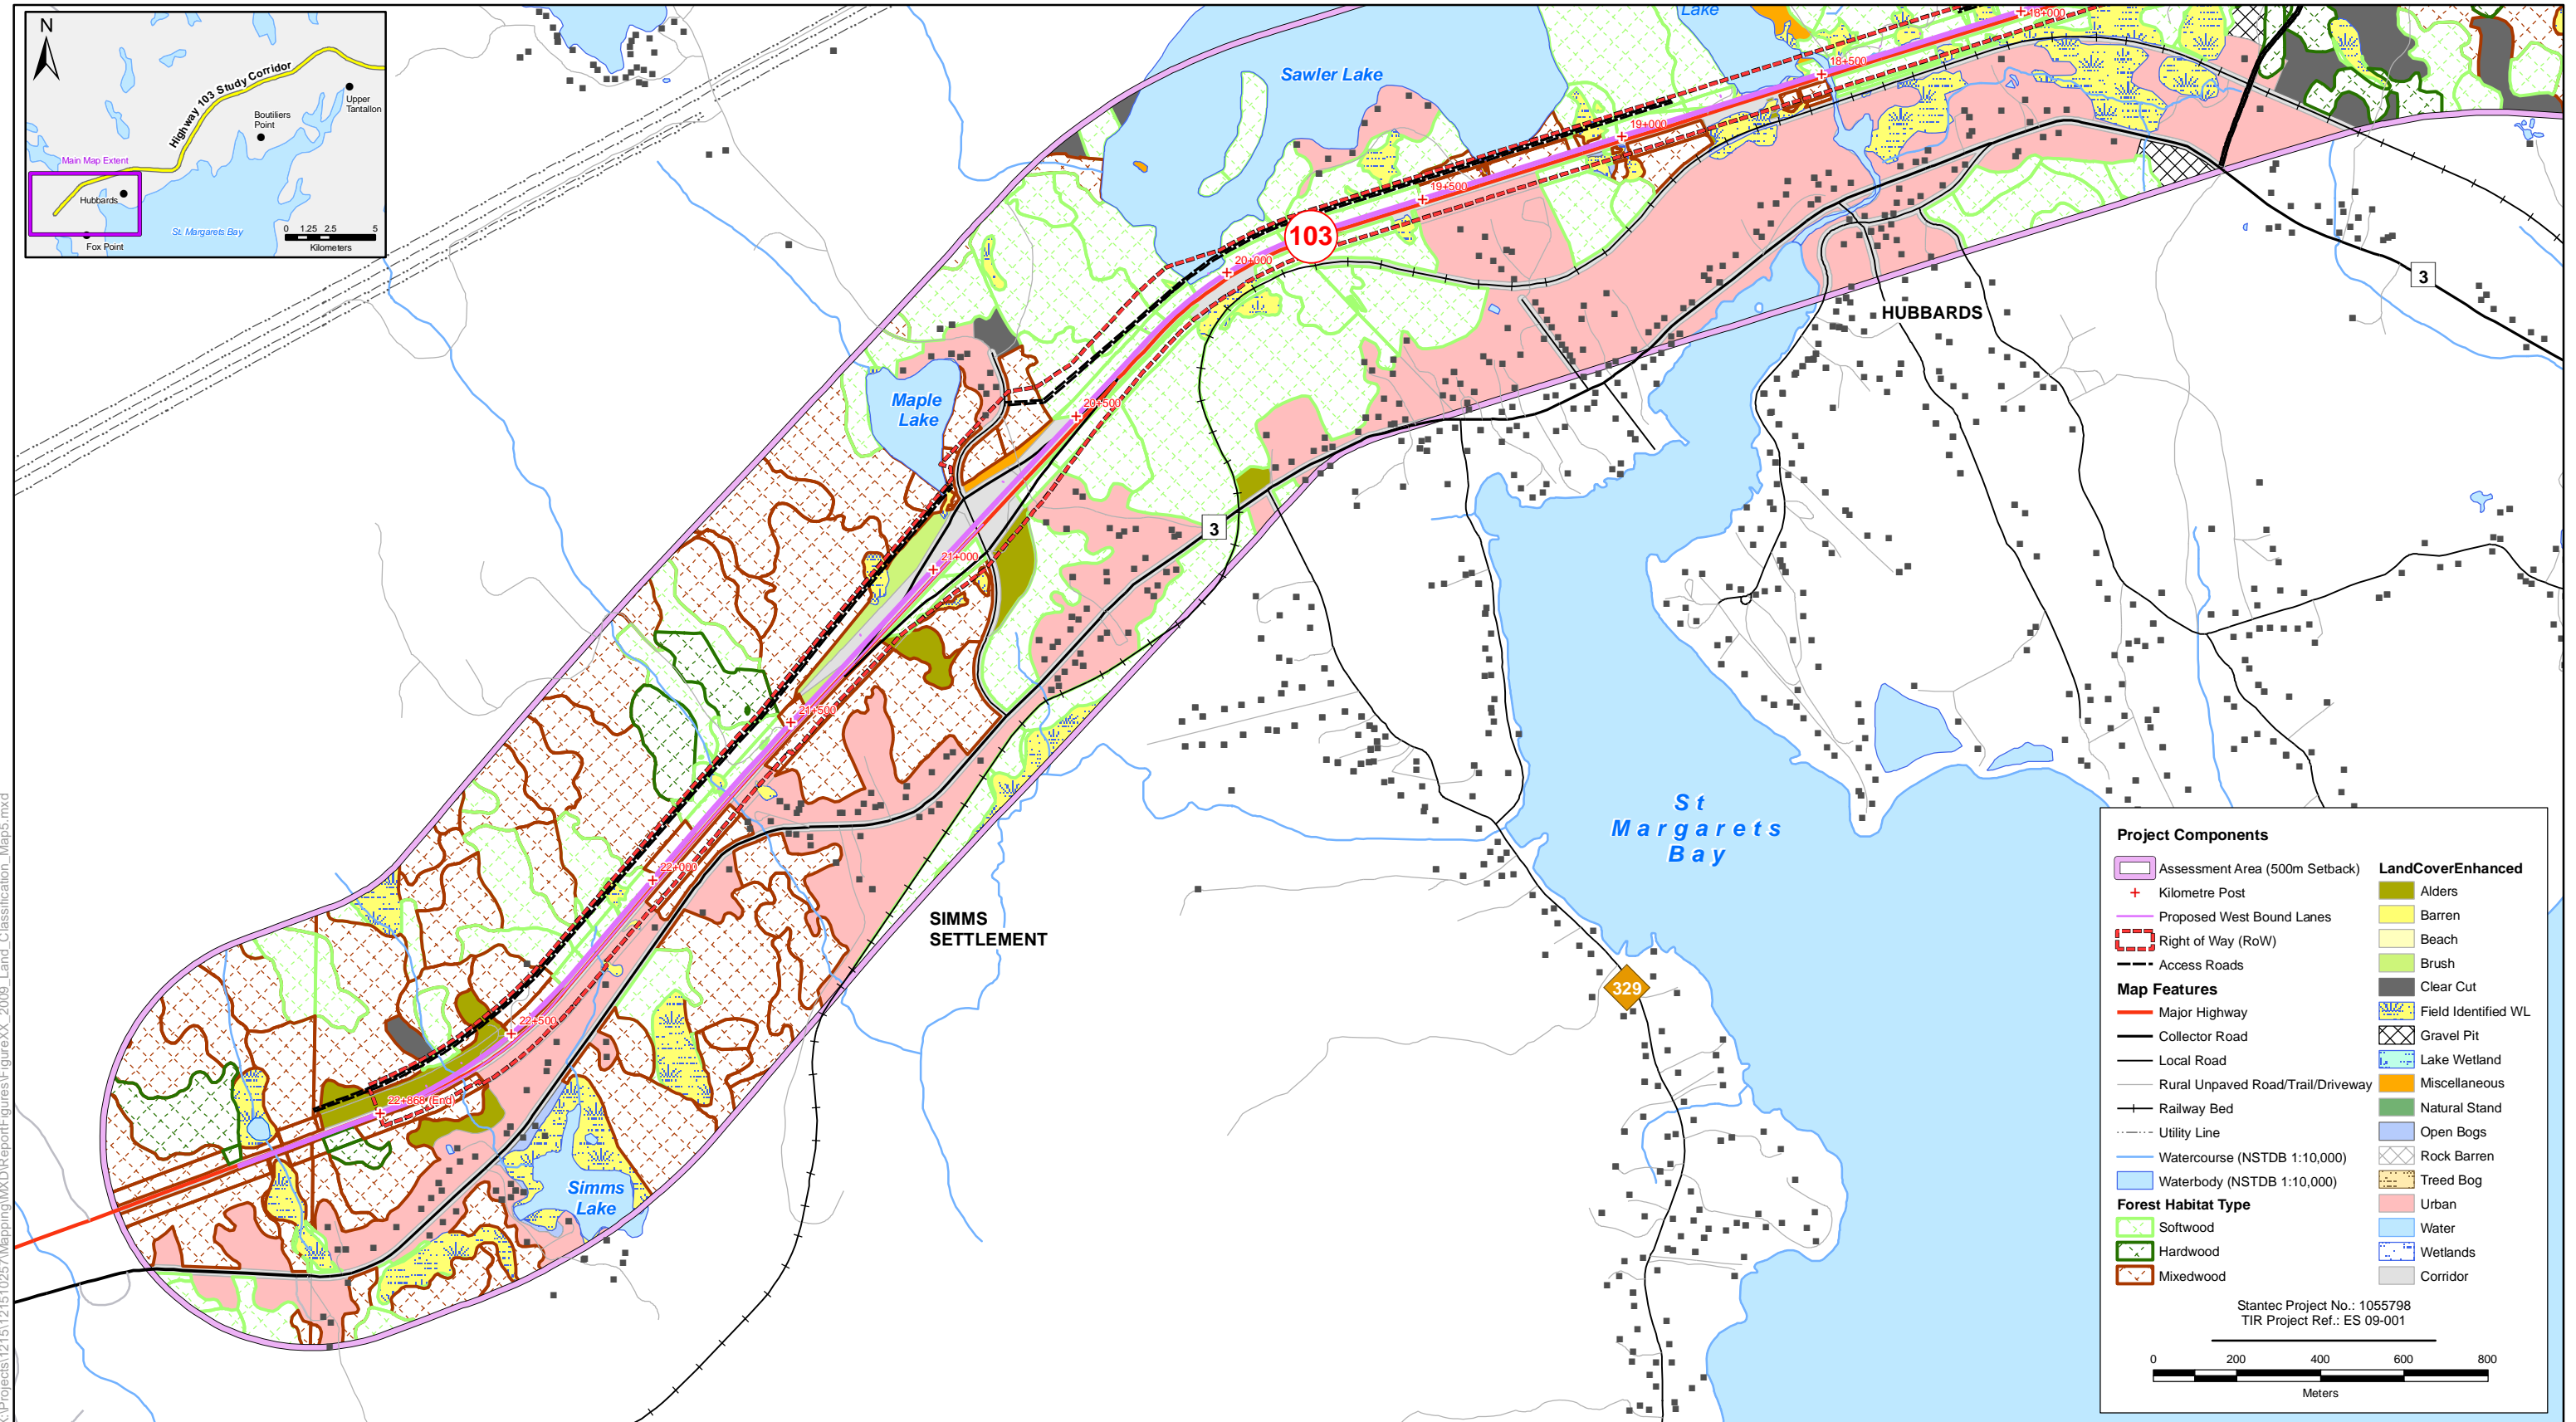 N
Highway 103 Study Corridor
Upper
Tantallon
Boutiliers
Point
Main Map Extent
Hubbards
St. Margarets Bay
Fox Point
0 1.25 2.5 5
Kilometers
Lake
18+000
Sawler Lake
18+500
19+000
19+500
103
20+000
3
HUBBARDS
Maple
Lake
20+500
3
21+000
21+500
St
Margarets
Bay
22+000
SIMMS
SETTLEMENT
329
22+500
22+868 (End)
Simms
Lake
Project Components
Assessment Area (500m Setback)
Kilometre Post
Proposed West Bound Lanes
Right of Way (RoW)
Access Roads
Map Features
Major Highway
Collector Road
Local Road
Rural Unpaved Road/Trail/Driveway
Railway Bed
Utility Line
Watercourse (NSTDB 1:10,000)
Waterbody (NSTDB 1:10,000)
Forest Habitat Type
Softwood
Hardwood
Mixedwood
LandCoverEnhanced
Alders
Barren
Beach
Brush
Clear Cut
Field Identified WL
Gravel Pit
Lake Wetland
Miscellaneous
Natural Stand
Open Bogs
Rock Barren
Treed Bog
Urban
Water
Wetlands
Corridor
Stantec Project No.: 1055798
TIR Project Ref.: ES 09-001
0 200 400 600 800
Meters